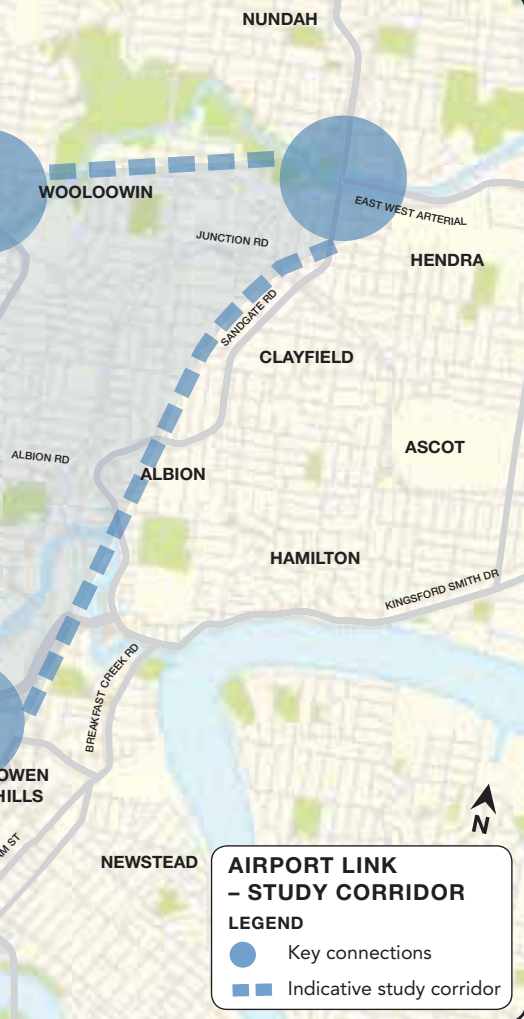 NUNDAH
WOOLOOWIN
EAST WEST ARTERIAL
JUNCTION RD
HENDRA
SANDGATE RD
CLAYFIELD
ASCOT
ALBION RD
ALBION
HAMILTON
KINGSFORD SMITH DR
BREAKFAST CREEK RD
OWEN
HILLS
M ST
N
NEWSTEAD
AIRPORT LINK
– STUDY CORRIDOR
LEGEND
Key connections
Indicative study corridor